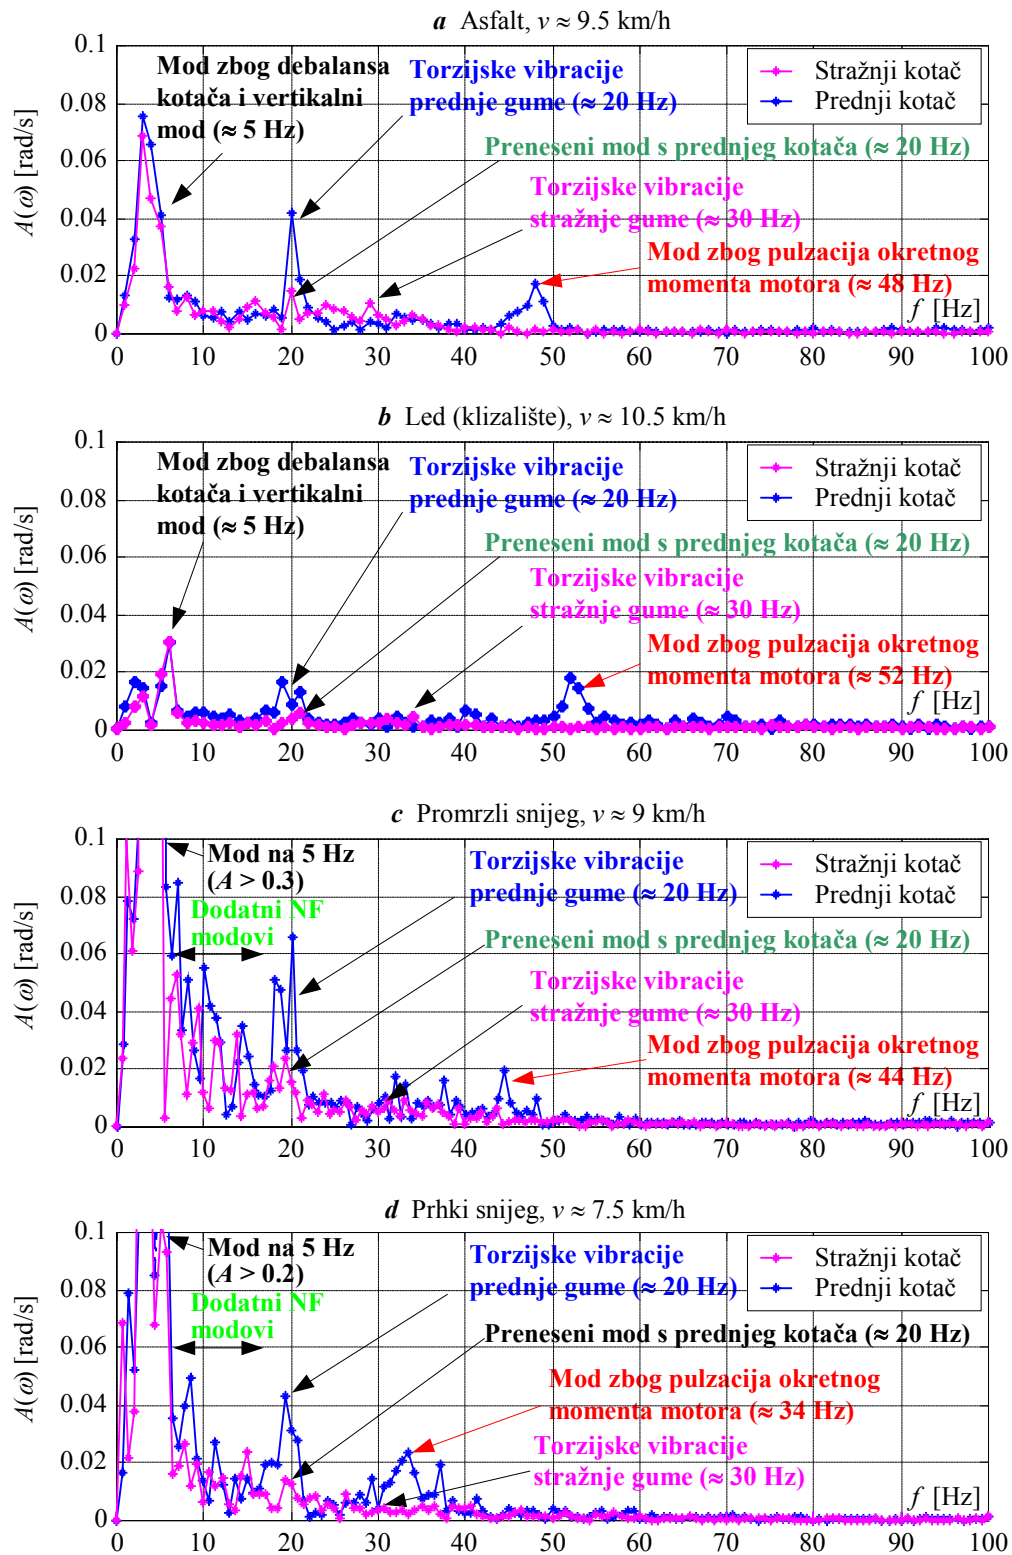 a Asfalt, v ≈ 9.5 km/h
0.1
0.08
0.06
0.04
0.02
0
A(ω) [rad/s]
Mod zbog debalansa
kotača i vertikalni
mod (≈ 5 Hz)
Torzijske vibracije
prednje gume (≈ 20 Hz)
Stražnji kotač
Prednji kotač
Preneseni mod s prednjeg kotača (≈ 20 Hz)
Torzijske vibracije
stražnje gume (≈ 30 Hz)
Mod zbog pulzacija okretnog
momenta motora (≈ 48 Hz)
f [Hz]
0 10 20 30 40 50 60 70 80 90 100
b Led (klizalište), v ≈ 10.5 km/h
0.1
0.08
0.06
0.04
0.02
0
A(ω) [rad/s]
Mod zbog debalansa
kotača i vertikalni
mod (≈ 5 Hz)
Torzijske vibracije
prednje gume (≈ 20 Hz)
Stražnji kotač
Prednji kotač
Preneseni mod s prednjeg kotača (≈ 20 Hz)
Torzijske vibracije
stražnje gume (≈ 30 Hz)
Mod zbog pulzacija okretnog
momenta motora (≈ 52 Hz)
f [Hz]
0 10 20 30 40 50 60 70 80 90 100
c Promrzli snijeg, v ≈ 9 km/h
0.1
0.08
0.06
0.04
0.02
0
A(ω) [rad/s]
Mod na 5 Hz
(A > 0.3)
Dodatni NF
modovi
Torzijske vibracije
prednje gume (≈ 20 Hz)
Stražnji kotač
Prednji kotač
Preneseni mod s prednjeg kotača (≈ 20 Hz)
Torzijske vibracije
stražnje gume (≈ 30 Hz)
Mod zbog pulzacija okretnog
momenta motora (≈ 44 Hz)
f [Hz]
0 10 20 30 40 50 60 70 80 90 100
d Prhki snijeg, v ≈ 7.5 km/h
0.1
0.08
0.06
0.04
0.02
0
A(ω) [rad/s]
Mod na 5 Hz
(A > 0.2)
Dodatni NF
modovi
Torzijske vibracije
prednje gume (≈ 20 Hz)
Stražnji kotač
Prednji kotač
Preneseni mod s prednjeg kotača (≈ 20 Hz)
Mod zbog pulzacija okretnog
momenta motora (≈ 34 Hz)
Torzijske vibracije
stražnje gume (≈ 30 Hz)
f [Hz]
0 10 20 30 40 50 60 70 80 90 100